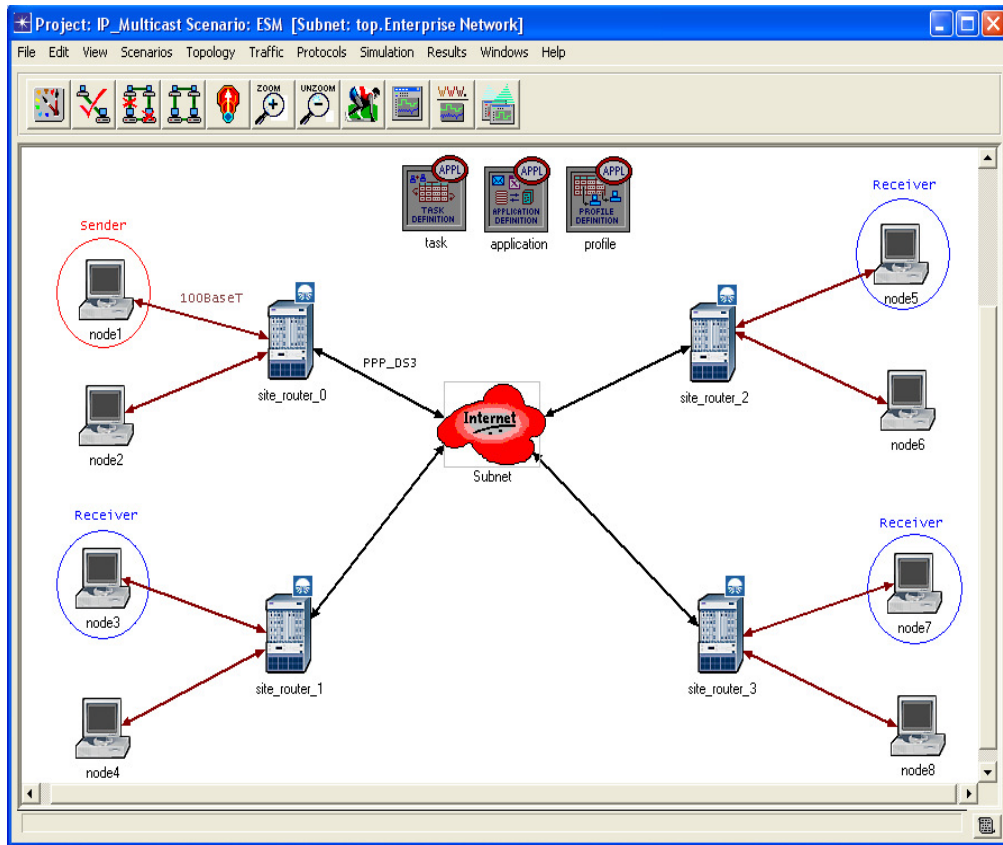 Project: IP_Multicast Scenario: ESM [Subnet: top.Enterprise Network]
File Edit View Scenarios Topology Traffic Protocols Simulation Results Windows Help
ZOOM
UNZOOM
WWW.
APPL
TASK
DEFINITION
task
APPL
APPLICATION
DEFINITION
application
APPL
PROFILE
DEFINITION
profile
Sender
node1
100BaseT
node2
site_router_0
PPP_DS3
Internet
Subnet
Receiver
node5
site_router_2
node6
Receiver
node3
site_router_1
node4
Receiver
node7
site_router_3
node8